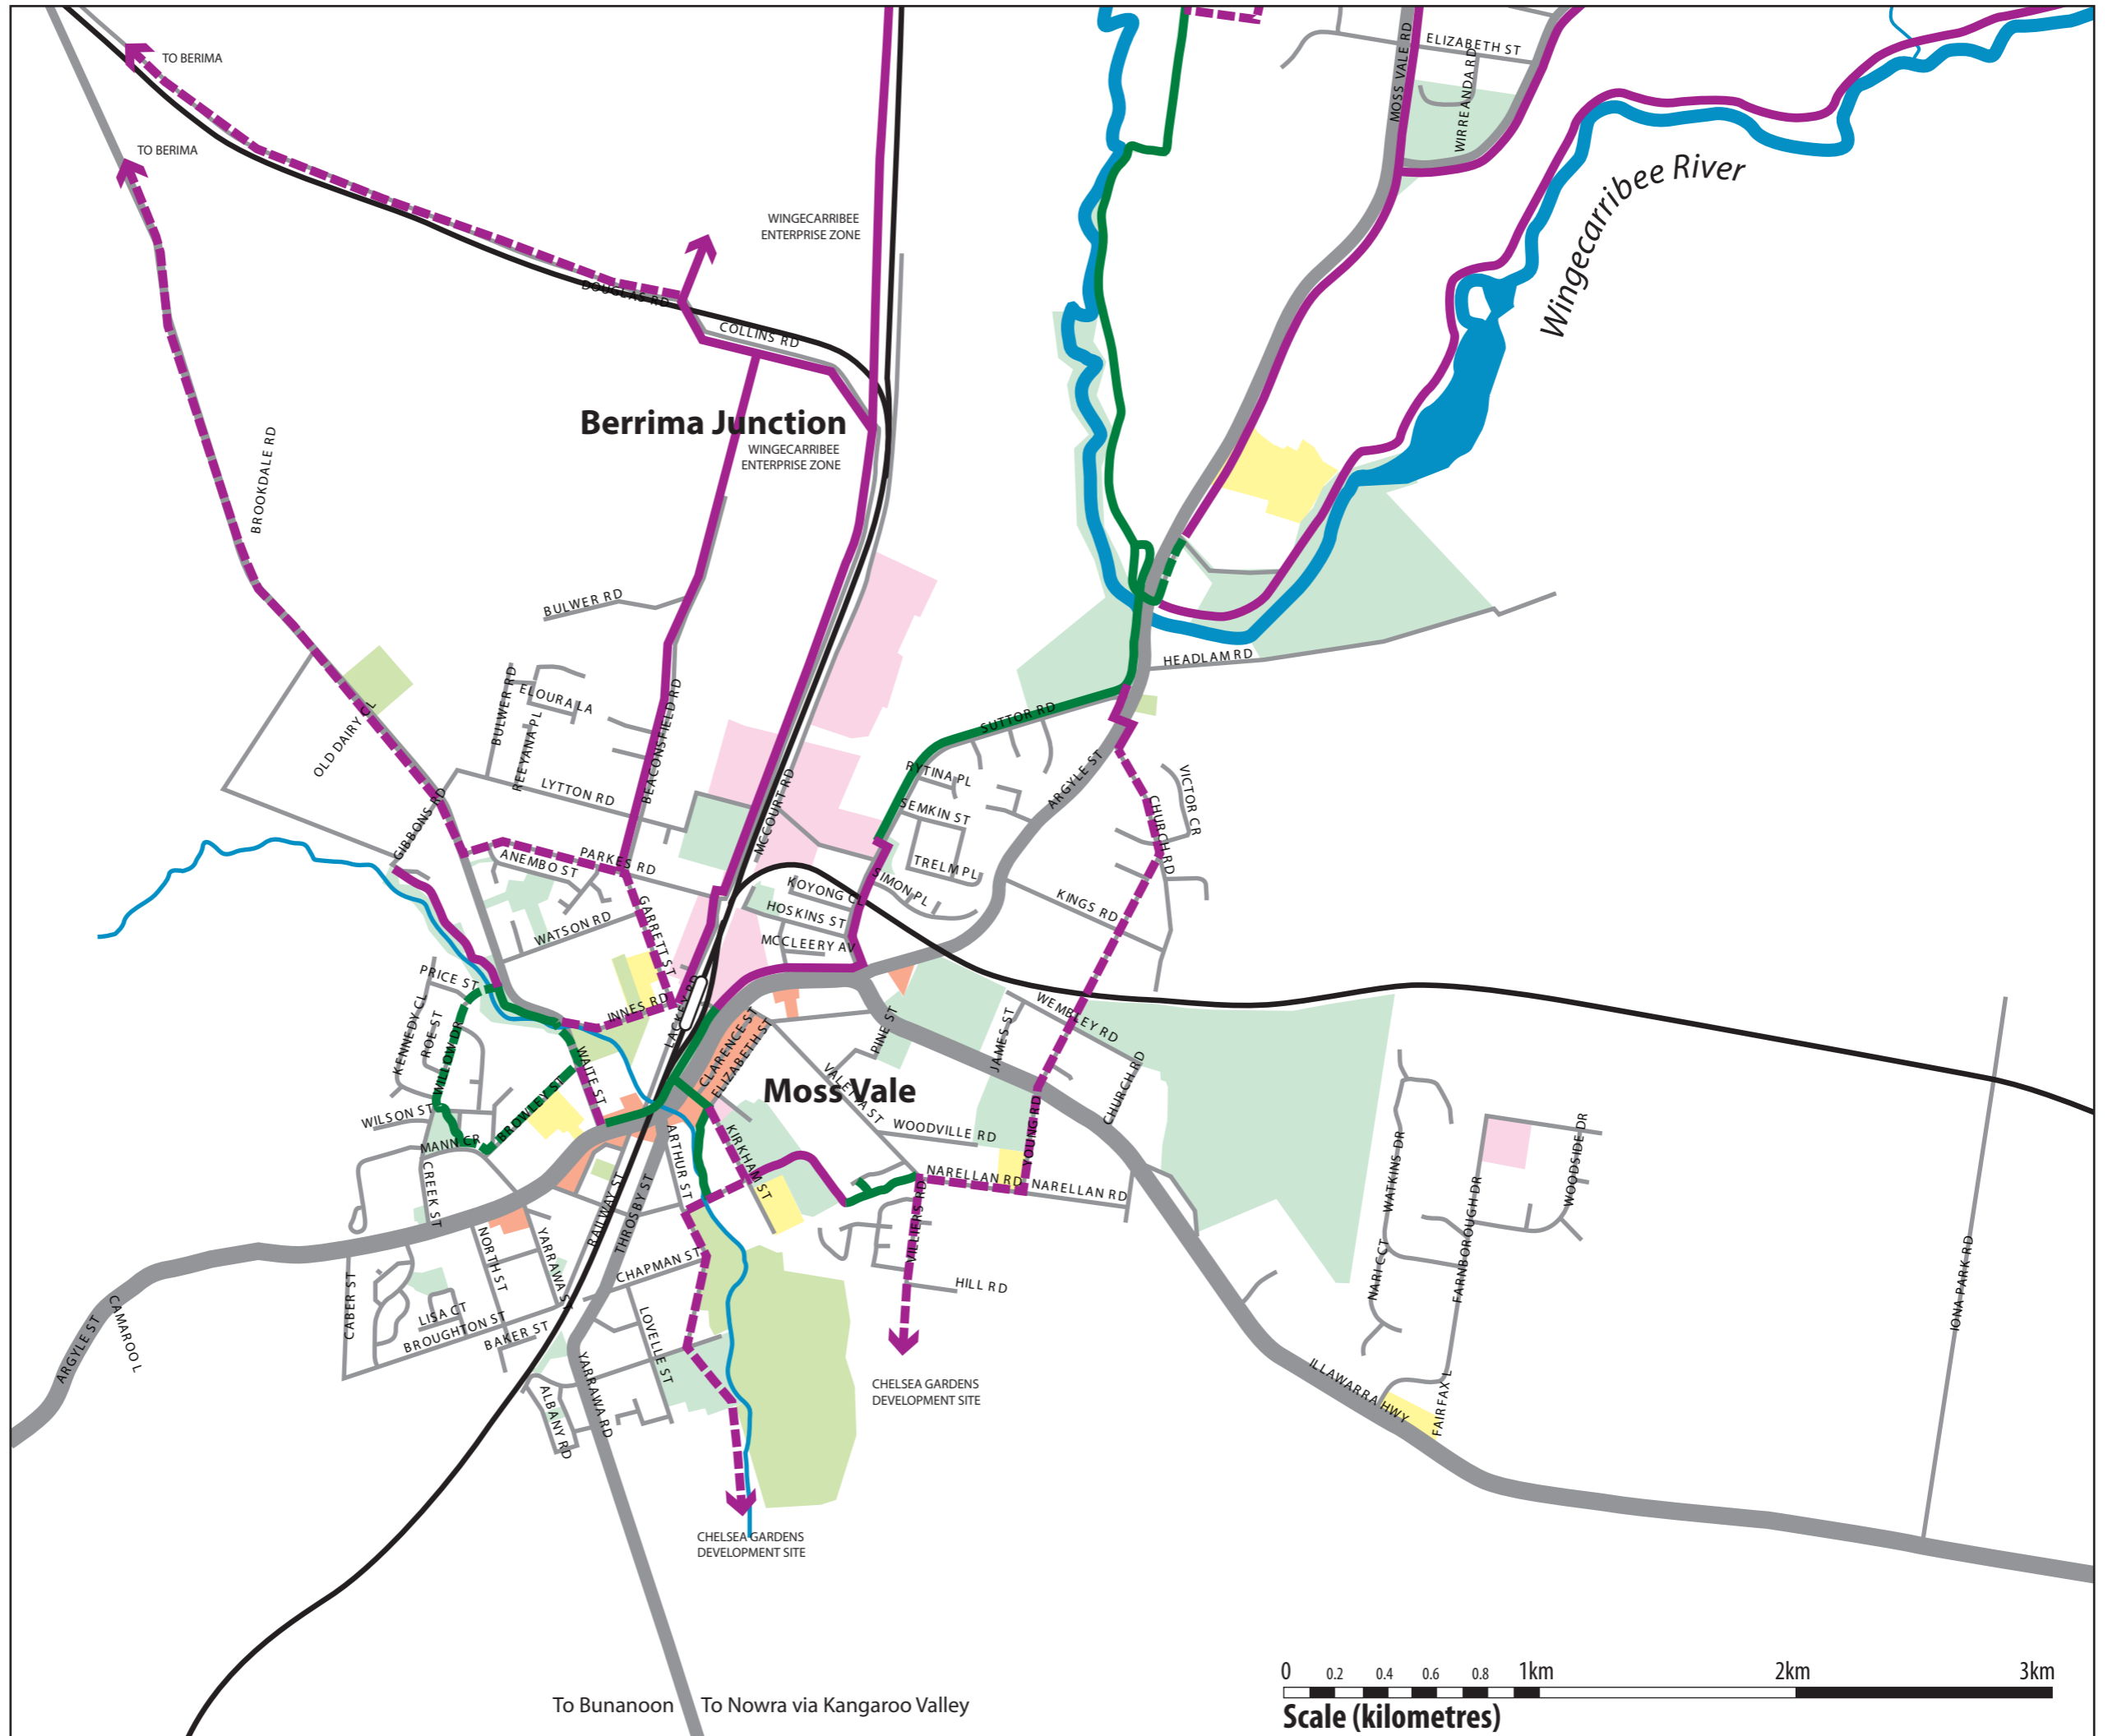 TO BERIMA
TO BERIMA
MOSS VALE RD
ELIZABETH ST
WIRREANDA RD
Wingecarribee River
WINGECARRIBEE
ENTERPRISE ZONE
DOUGLAS RD
COLLINS RD
Berrima Junction
WINGECARRIBEE
ENTERPRISE ZONE
BROOKDALE RD
BULWER RD
HEADLAM RD
BULWER RD
ELOURA LA
REEYANA PL
BEACONSFIELD RD
OLD DAIRY CL
SUTTOR RD
ARGYLE ST
VICTOR CR
CHURCH RD
LYTTON RD
MCCOURT RD
RYTINA PL
SEMKIN ST
TRELM PL
SIMON PL
GIBBONS RD
ANEMBO ST
PARKES RD
KOYONG CL
HOSKINS ST
MCCLEERY AV
KINGS RD
GARRETT ST
WATSON RD
PRICE ST
KENNEDY CL
ROE ST
WILLOW DR
INNES RD
LACKEY RD
WAITE ST
CLARENCE ST
ELIZABETH ST
PINE ST
JAMES ST
WEMBLEY RD
CHURCH RD
Moss Vale
VALETTA ST
WOODVILLE RD
YOUNG RD
WILSON ST
BROWLEY ST
MANN CR
CREEK ST
ARTHUR ST
KIRKHAM ST
NARELLAN RD
NARELLAN RD
VILLIERS RD
RAILWAY ST
THROSBY ST
WATKINS DR
WOODSIDE DR
FARNBOROUGH DR
NARI CCT
IONA PARK RD
NORTH ST
YARRAWA ST
CHAPMAN ST
HILL RD
CABER ST
LISA CT
BROUGHTON ST
BAKER ST
LOVELLE ST
CAMAROO L
ARGYLE ST
ALBANY RD
YARRAWA RD
CHELSEA GARDENS
DEVELOPMENT SITE
ILLAWARRA HWY
FAIRFAX L
CHELSEA GARDENS
DEVELOPMENT SITE
To Bunanoon
To Nowra via Kangaroo Valley
0 0.2 0.4 0.6 0.8 1km 2km 3km
Scale (kilometres)